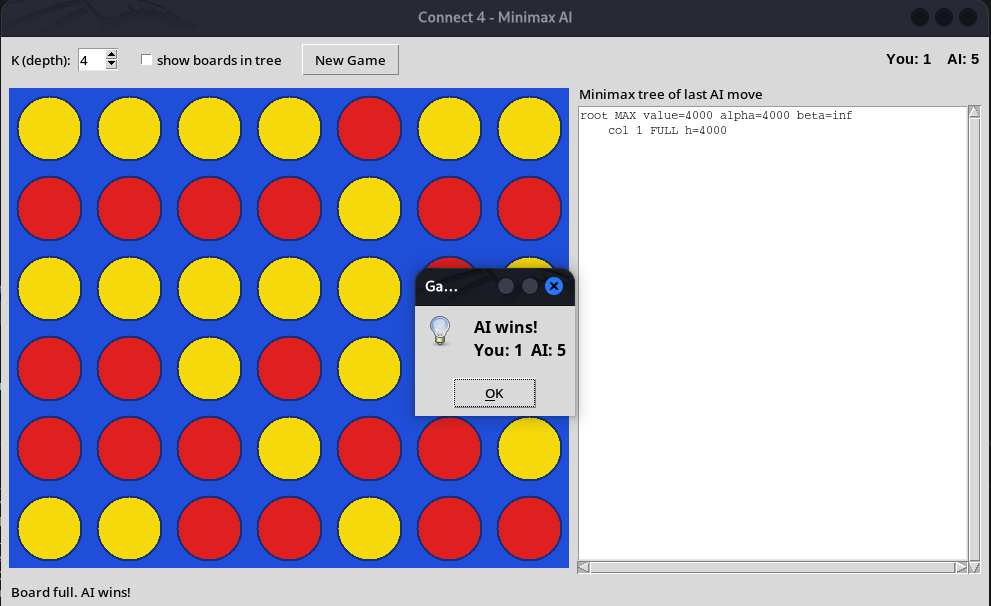 Connect 4 - Minimax AI
K (depth): 4 show boards in tree New Game You: 1 AI: 5
Minimax tree of last AI move
root MAX value=4000 alpha=4000 beta=inf
col 1 FULL h=4000
Ga...
AI wins!
You: 1 AI: 5
OK
Board full. AI wins!